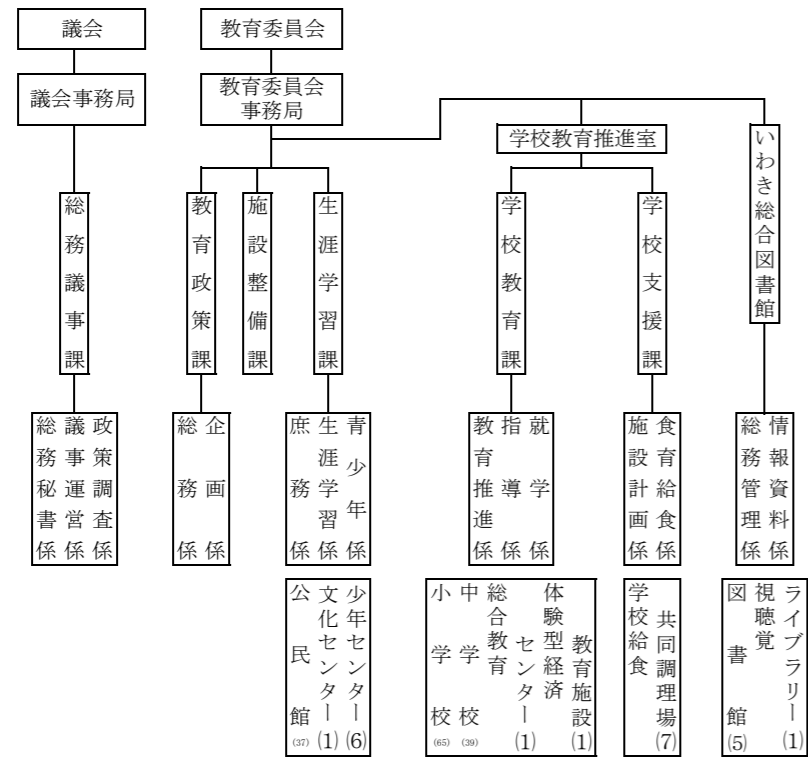 議会
教育委員会
議会事務局
教育委員会
事務局
学校教育推進室
いわき総合図書館
総務議事課
教育政策課
施設整備課
生涯学習課
学校教育課
学校支援課
総務秘書係
議事運営係
政策調査係
総務係
企画係
庶務係
生涯学習係
青少年係
教育推進係
指導係
就学係
施設計画係
食育給食係
総務管理係
情報資料係
公民館(37)
文化センター(1)
少年センター(6)
小学校(65)
中学校(39)
総合教育
センター(1)
体験型経済
教育施設(1)
学校給食
共同調理場(7)
図書館(5)
視聴覚
ライブラリー(1)